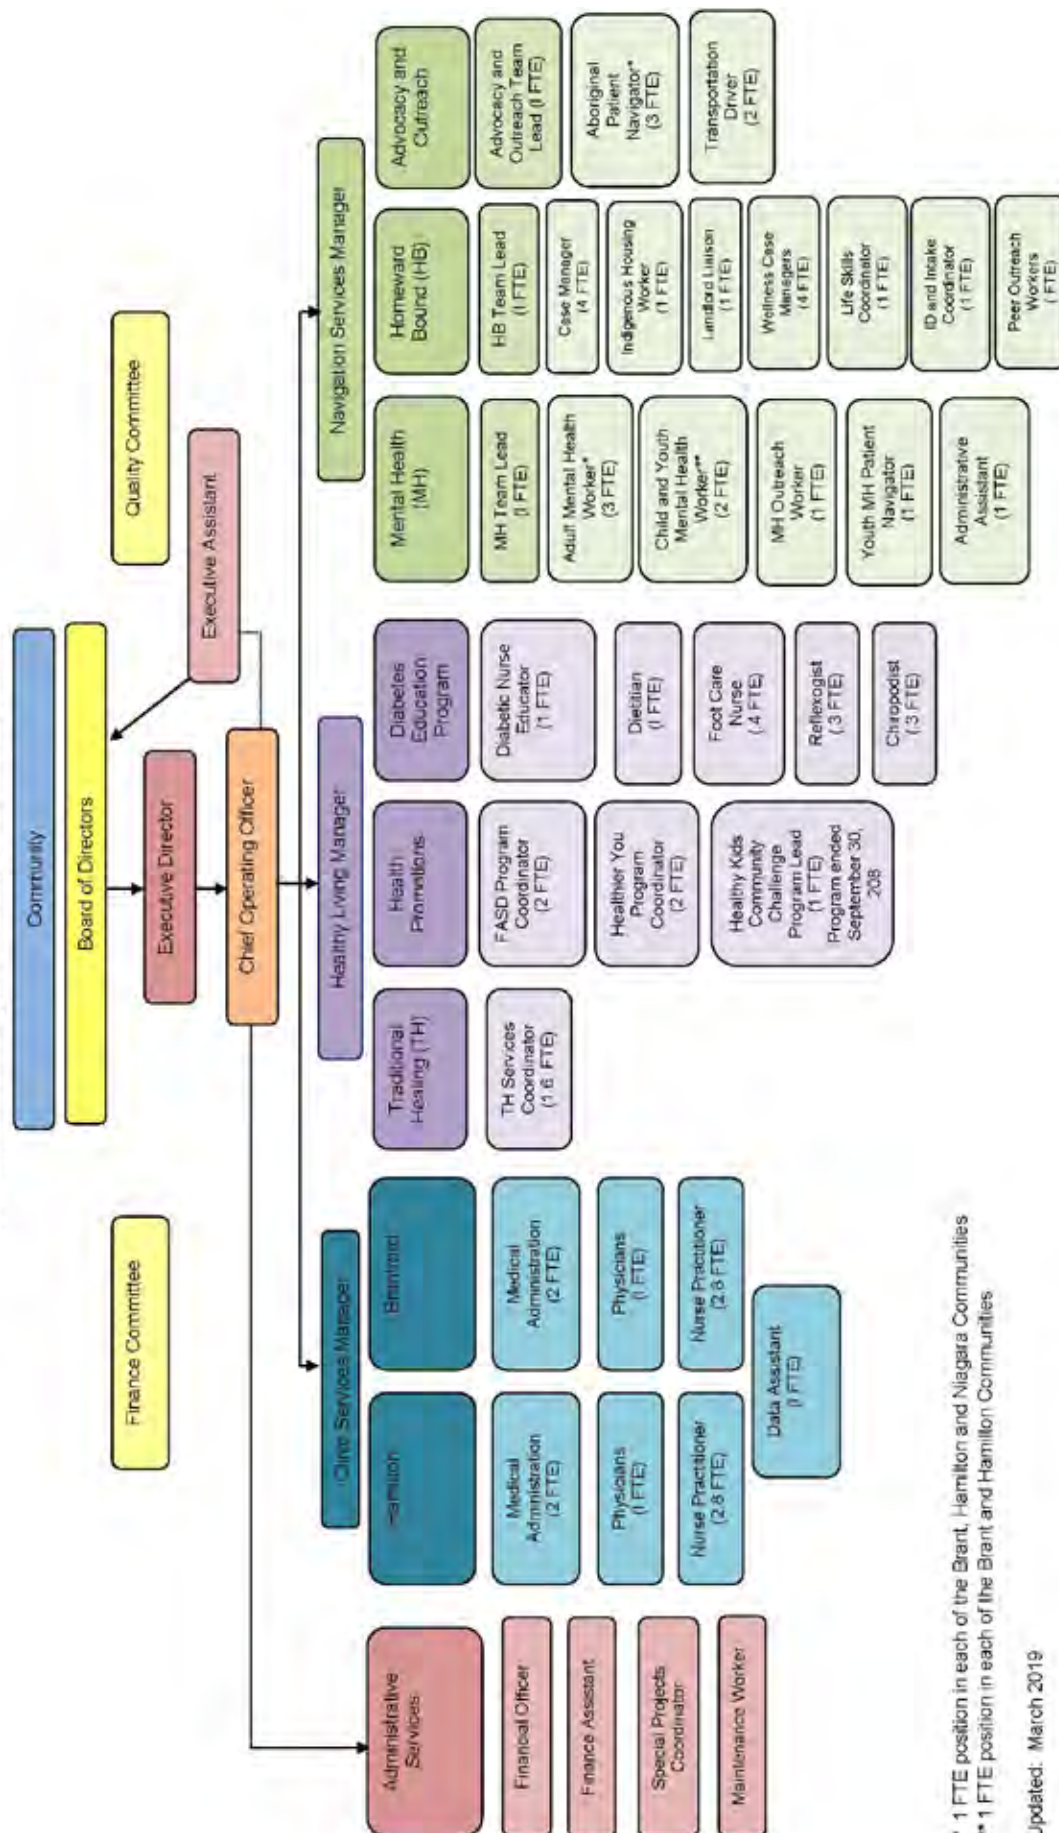 Community
Board of Directors
Finance Committee
Quality Committee
Executive Director
Executive Assistant
Chief Operating Officer
Administrative
Services
Financial Officer
Finance Assistant
Special Projects
Coordinator
Maintenance Worker
Clinic Services Manager
Hamilton
Medical
Administration
(2 FTE)
Physicians
(1 FTE)
Nurse Practitioner
(2.8 FTE)
Brantford
Medical
Administration
(2 FTE)
Physicians
(1 FTE)
Nurse Practitioner
(2.8 FTE)
Data Assistant
(1 FTE)
Healthy Living Manager
Traditional
Healing (TH)
TH Services
Coordinator
(1.6 FTE)
Health
Promotions
FASD Program
Coordinator
(2 FTE)
Healthier You
Program
Coordinator
(2 FTE)
Healthy Kids
Community
Challenge
Program Lead
(1 FTE)
Program ended
September 30,
208
Diabetes
Education
Program
Diabetic Nurse
Educator
(1 FTE)
Dietitian
(1 FTE)
Foot Care
Nurse
(.4 FTE)
Reflexogist
(.3 FTE)
Chiropodist
(.3 FTE)
Navigation Services Manager
Mental Health
(MH)
MH Team Lead
(1 FTE)
Adult Mental Health
Worker*
(3 FTE)
Child and Youth
Mental Health
Worker**
(2 FTE)
MH Outreach
Worker
(1 FTE)
Youth MH Patient
Navigator
(1 FTE)
Administrative
Assistant
(1 FTE)
Homeward
Bound (HB)
HB Team Lead
(1 FTE)
Case Manager
(4 FTE)
Indigenous Housing
Worker
(1 FTE)
Landlord Liaison
(1 FTE)
Wellness Case
Managers
(4 FTE)
Life Skills
Coordinator
(1 FTE)
ID and Intake
Coordinator
(1 FTE)
Peer Outreach
Workers
FTE)
Advocacy and
Outreach
Advocacy and
Outreach Team
Lead (1 FTE)
Aboriginal
Patient
Navigator*
(3 FTE)
Transportation
Driver
(2 FTE)
* 1 FTE position in each of the Brant, Hamilton and Niagara Communities
** 1 FTE position in each of the Brant and Hamilton Communities
Updated: March 2019